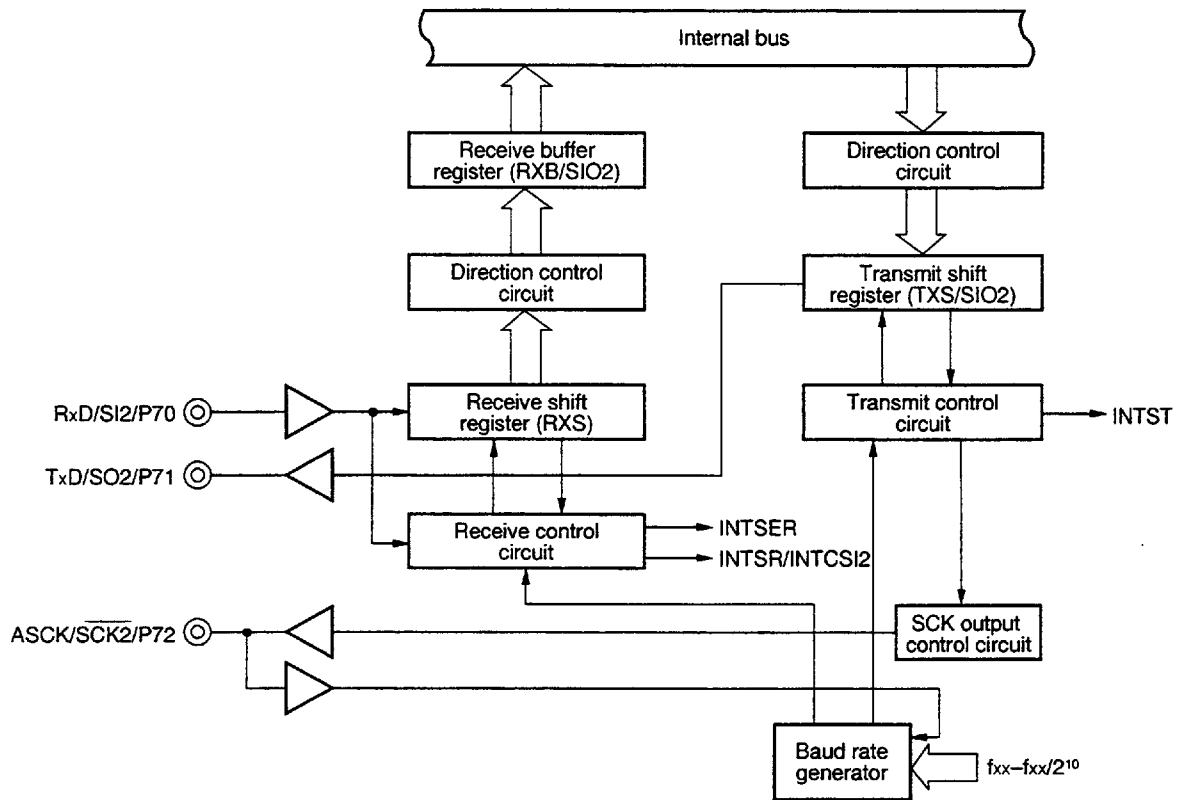 Internal bus
Receive buffer
register (RXB/SIO2)
Direction control
circuit
Direction control
circuit
Transmit shift
register (TXS/SIO2)
RxD/SI2/P70
Receive shift
register (RXS)
Transmit control
circuit
INTST
TxD/SO2/P71
Receive control
circuit
INTSER
INTSR/INTCSI2
ASCK/S̅C̅K̅2̅/P72
SCK output
control circuit
Baud rate
generator
fxx–fxx/2¹⁰